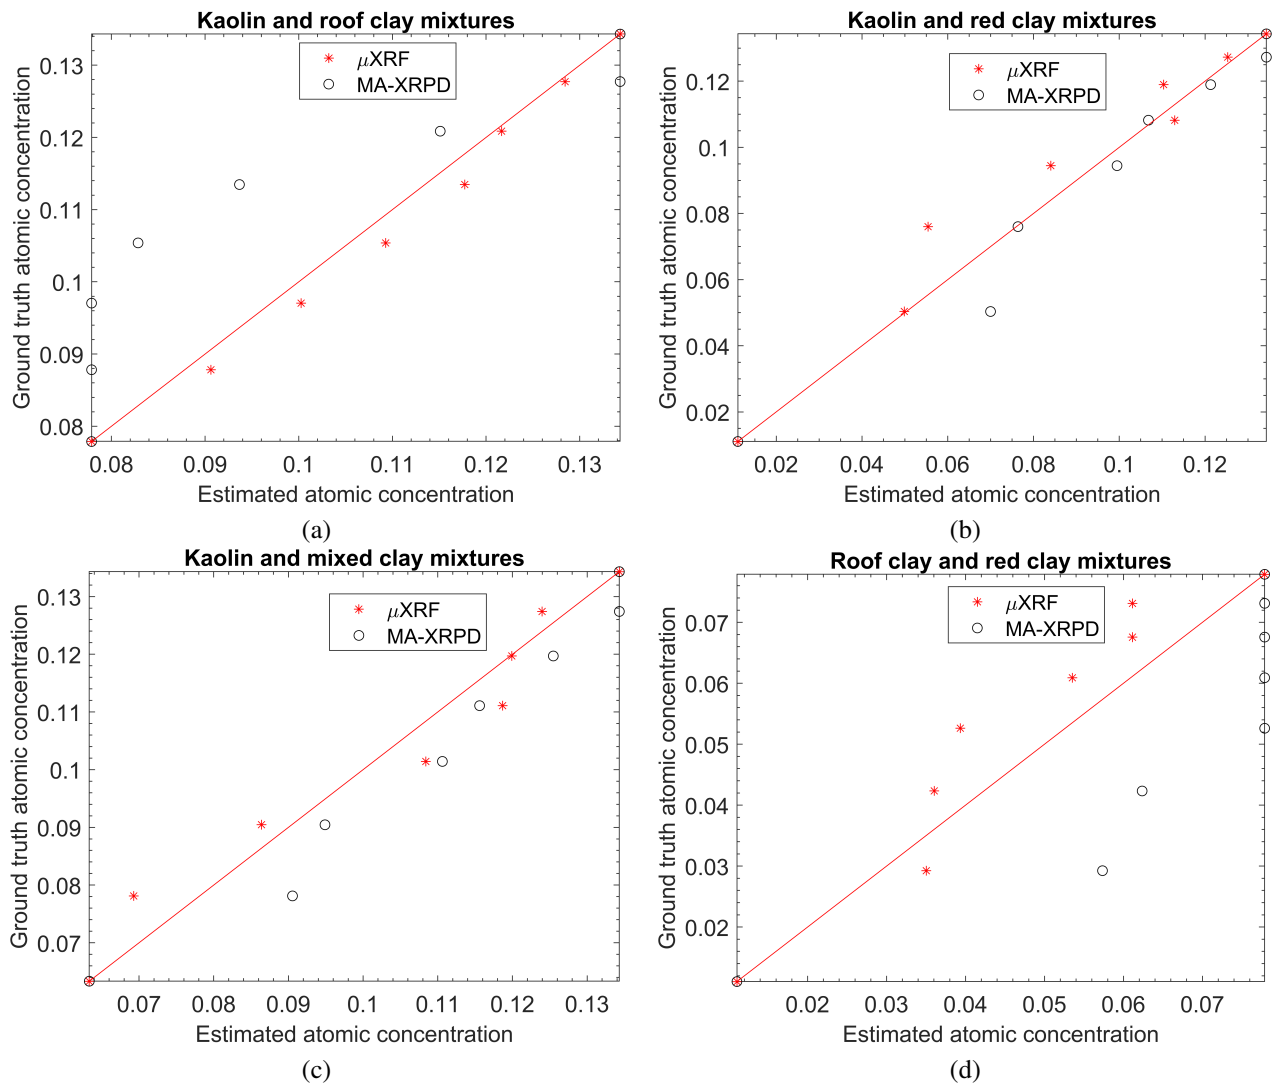 Kaolin and roof clay mixtures
μXRF
MA-XRPD
Ground truth atomic concentration
0.13
0.12
0.11
0.1
0.09
0.08
0.08 0.09 0.1 0.11 0.12 0.13
Estimated atomic concentration
(a)
Kaolin and red clay mixtures
μXRF
MA-XRPD
Ground truth atomic concentration
0.12
0.1
0.08
0.06
0.04
0.02
0.02 0.04 0.06 0.08 0.1 0.12
Estimated atomic concentration
(b)
Kaolin and mixed clay mixtures
μXRF
MA-XRPD
Ground truth atomic concentration
0.13
0.12
0.11
0.1
0.09
0.08
0.07
0.07 0.08 0.09 0.1 0.11 0.12 0.13
Estimated atomic concentration
(c)
Roof clay and red clay mixtures
μXRF
MA-XRPD
Ground truth atomic concentration
0.07
0.06
0.05
0.04
0.03
0.02
0.02 0.03 0.04 0.05 0.06 0.07
Estimated atomic concentration
(d)